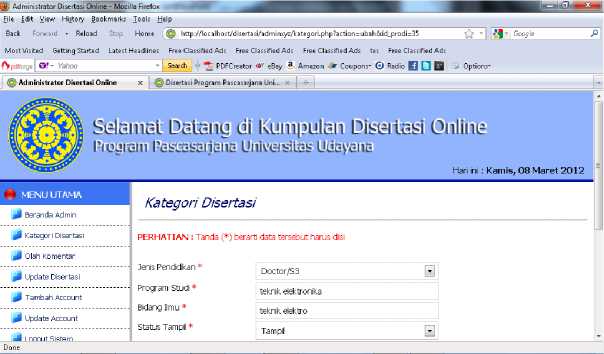 Administrator Disertasi Online - Mozilla Firefox
File Edit View History Bookmarks Tools Help
Back Forward Reload Home http://localhost/disertasi/adminxyz/kategori.php?action=ubah&id_prodi=35 Google
Most Visited Getting Started Latest Headlines Free Classified Ads Free Classified Ads Free Classified Ads tes Free Classified Ads
pdfforge Yahoo Search PDFCreator eBay Amazon Coupons Radio Options
Administrator Disertasi Online Disertasi Program Pascasarjana Uni...
Selamat Datang di Kumpulan Disertasi Online
Program Pascasarjana Universitas Udayana
Hari ini : Kamis, 08 Maret 2012
MENU UTAMA
Beranda Admin
Kategori Disertasi
Olah Komentar
Update Disertasi
Tambah Account
Update Account
Logout Sistem
Kategori Disertasi
PERHATIAN : Tanda (*) berarti data tersebut harus diisi
Jenis Pendidikan * Doctor/S3
Program Studi * teknik elektronika
Bidang Ilmu * teknik elektro
Status Tampil * Tampil
Done